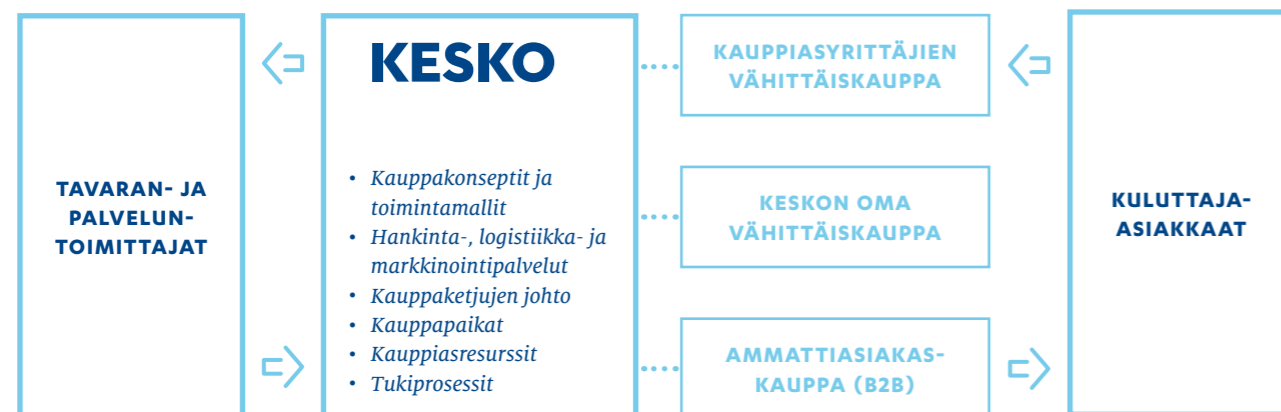 TAVARAN- JA
PALVELUN-
TOIMITTAJAT
KESKO
• Kauppakonseptit ja
toimintamallit
• Hankinta-, logistiikka- ja
markkinointipalvelut
• Kauppaketjujen johto
• Kauppapaikat
• Kauppiasresurssit
• Tukiprosessit
KAUPPIASYRITTÄJIEN
VÄHITTÄISKAUPPA
KESKON OMA
VÄHITTÄISKAUPPA
AMMATTIASIAKAS-
KAUPPA (B2B)
KULUTTAJA-
ASIAKKAAT